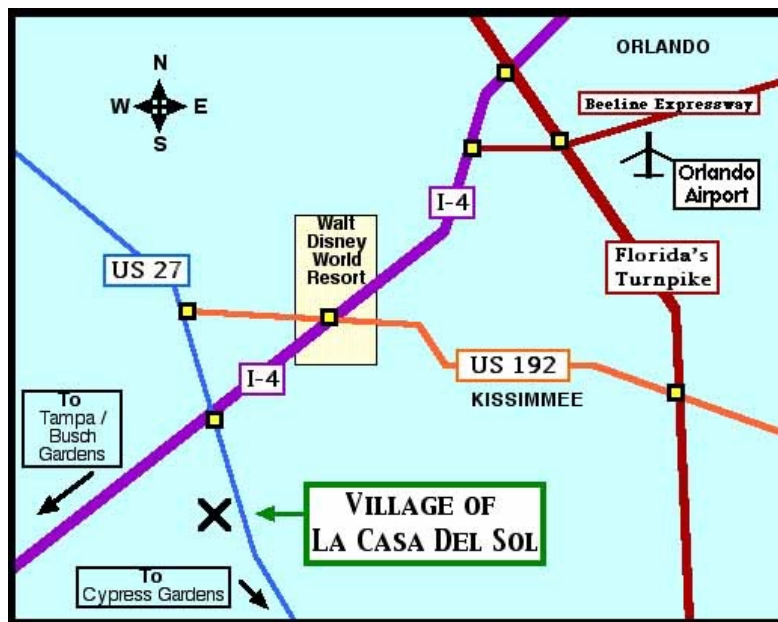 ORLANDO
N
W E
S
Beeline Expressway
Orlando
Airport
I-4
Walt
Disney
World
Resort
US 27
Florida's
Turnpike
I-4
US 192
KISSIMMEE
To
Tampa /
Busch
Gardens
VILLAGE OF
LA CASA DEL SOL
To
Cypress Gardens